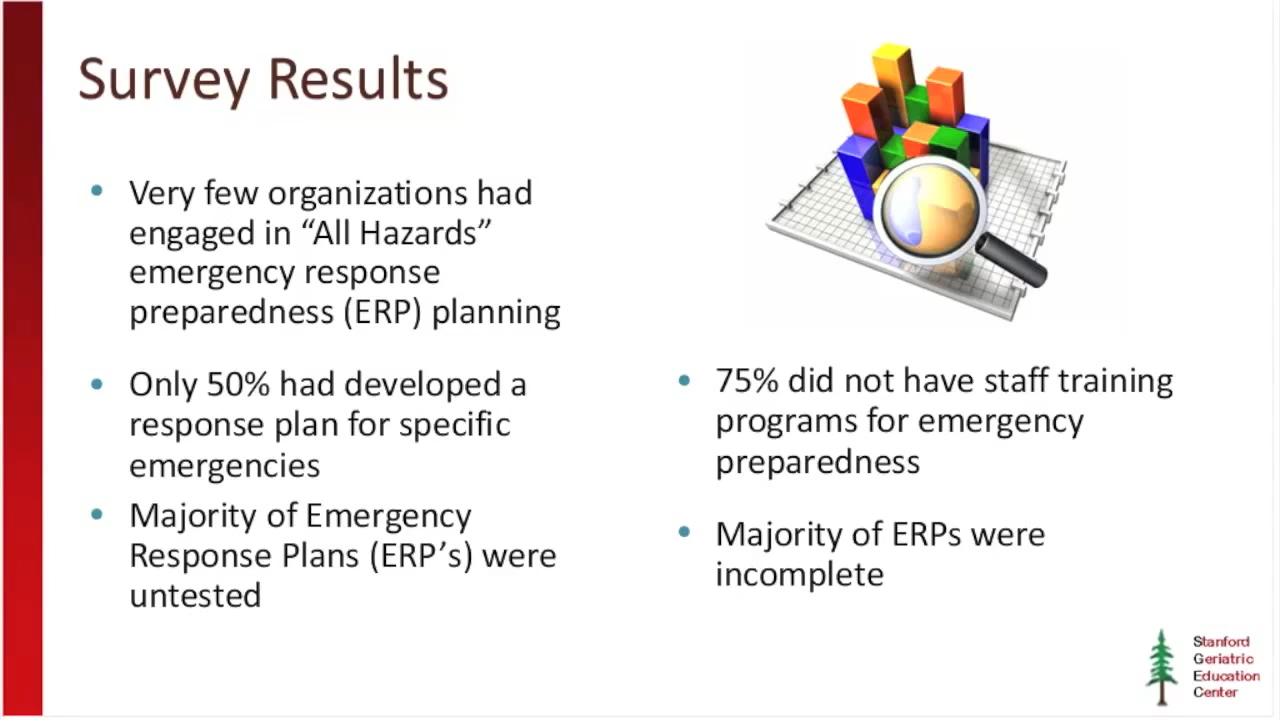 Survey Results
• Very few organizations had
engaged in “All Hazards”
emergency response
preparedness (ERP) planning
• Only 50% had developed a
response plan for specific
emergencies
• Majority of Emergency
Response Plans (ERP’s) were
untested
• 75% did not have staff training
programs for emergency
preparedness
• Majority of ERPs were
incomplete
Stanford
Geriatric
Education
Center